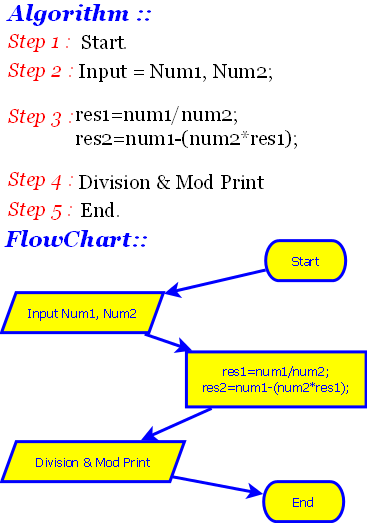 Algorithm ::
Step 1 : Start.
Step 2 : Input = Num1, Num2;
Step 3 : res1=num1/num2;
res2=num1-(num2*res1);
Step 4 : Division & Mod Print
Step 5 : End.
FlowChart::
Start
Input Num1, Num2
res1=num1/num2;
res2=num1-(num2*res1);
Division & Mod Print
End